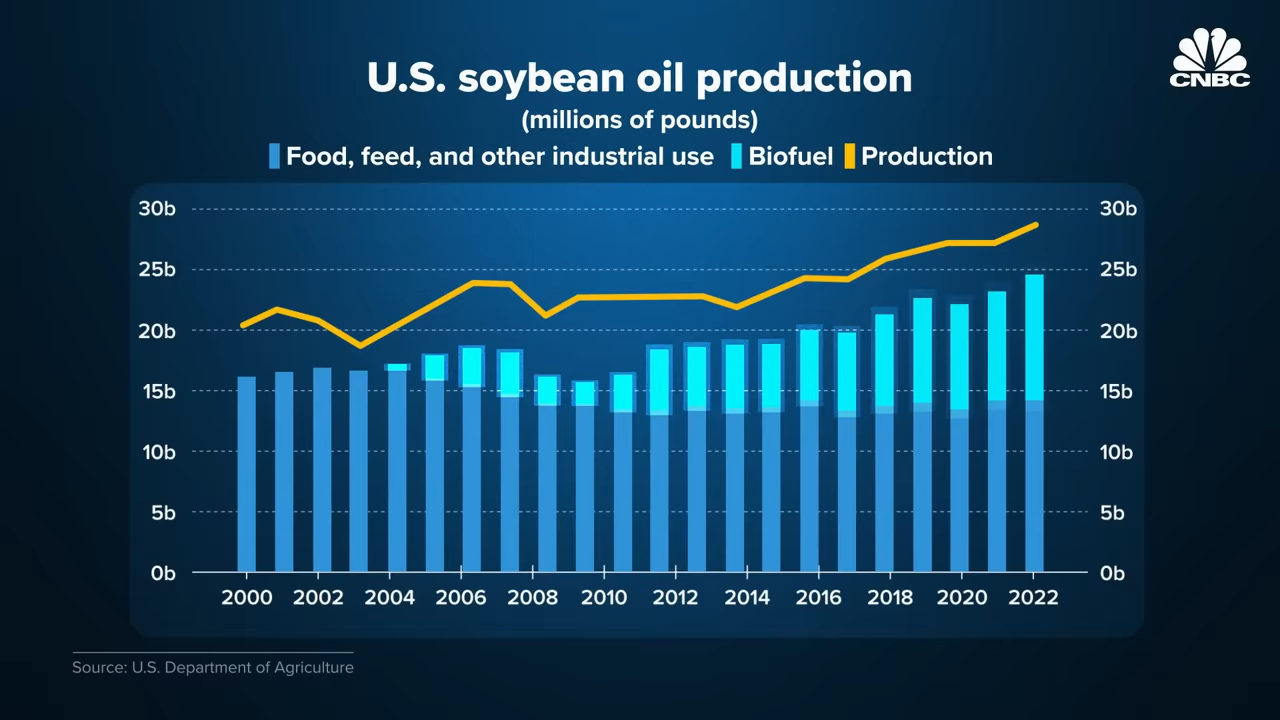 CNBC
U.S. soybean oil production
(millions of pounds)
Food, feed, and other industrial use Biofuel Production
30b 30b
25b 25b
20b 20b
15b 15b
10b 10b
5b 5b
0b 0b
2000 2002 2004 2006 2008 2010 2012 2014 2016 2018 2020 2022
Source: U.S. Department of Agriculture